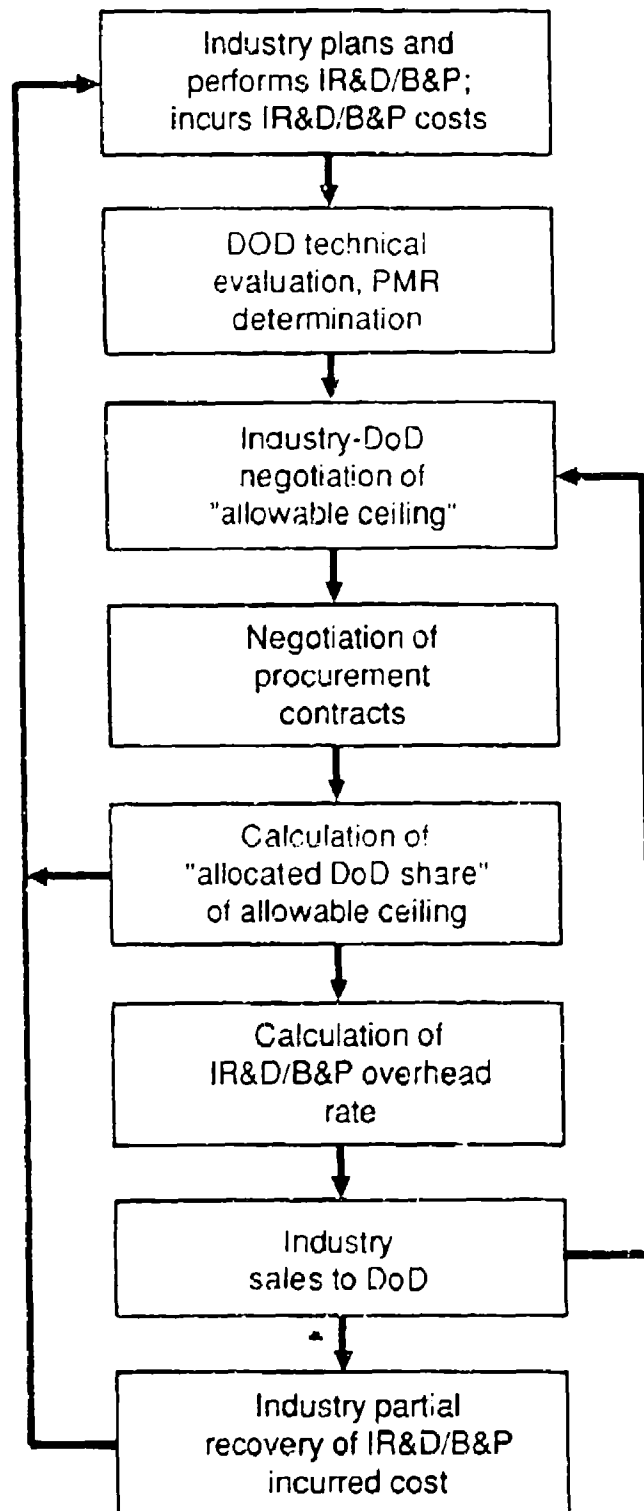 Industry plans and
performs IR&D/B&P;
incurs IR&D/B&P costs
DOD technical
evaluation, PMR
determination
Industry-DoD
negotiation of
"allowable ceiling"
Negotiation of
procurement
contracts
Calculation of
"allocated DoD share"
of allowable ceiling
Calculation of
IR&D/B&P overhead
rate
Industry
sales to DoD
Industry partial
recovery of IR&D/B&P
incurred cost